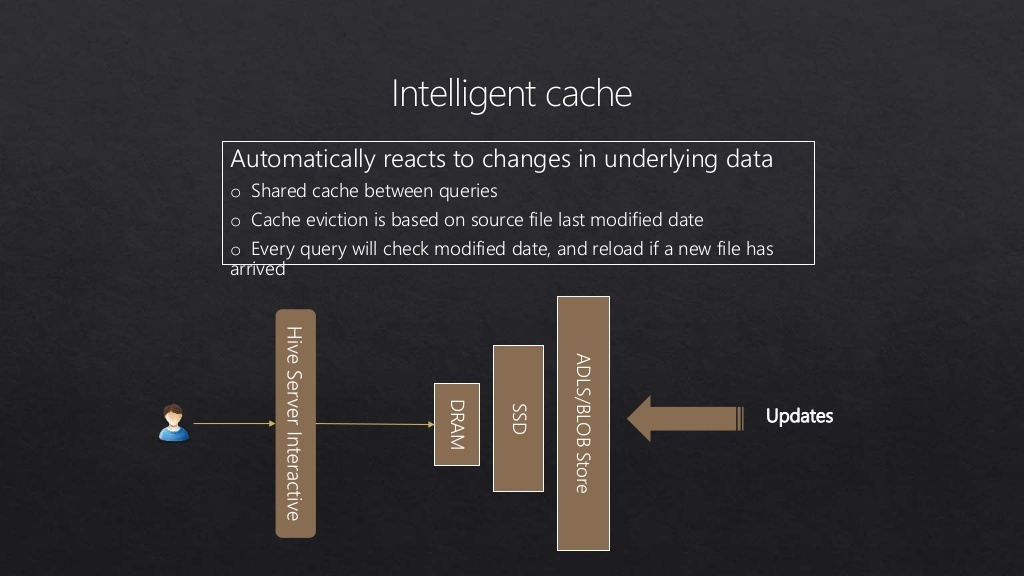 Intelligent cache
Automatically reacts to changes in underlying data
o Shared cache between queries
o Cache eviction is based on source file last modified date
o Every query will check modified date, and reload if a new file has
arrived
Hive Server Interactive
DRAM
SSD
ADLS/BLOB Store
Updates